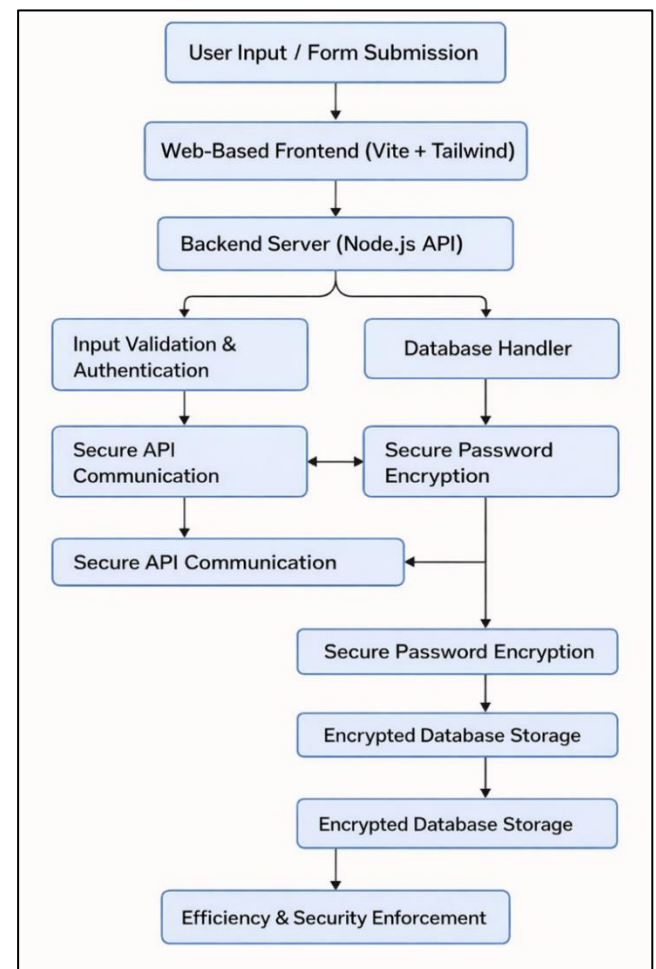 User Input / Form Submission
Web-Based Frontend (Vite + Tailwind)
Backend Server (Node.js API)
Input Validation &
Authentication
Database Handler
Secure API
Communication
Secure Password
Encryption
Secure API Communication
Secure Password Encryption
Encrypted Database Storage
Encrypted Database Storage
Efficiency & Security Enforcement